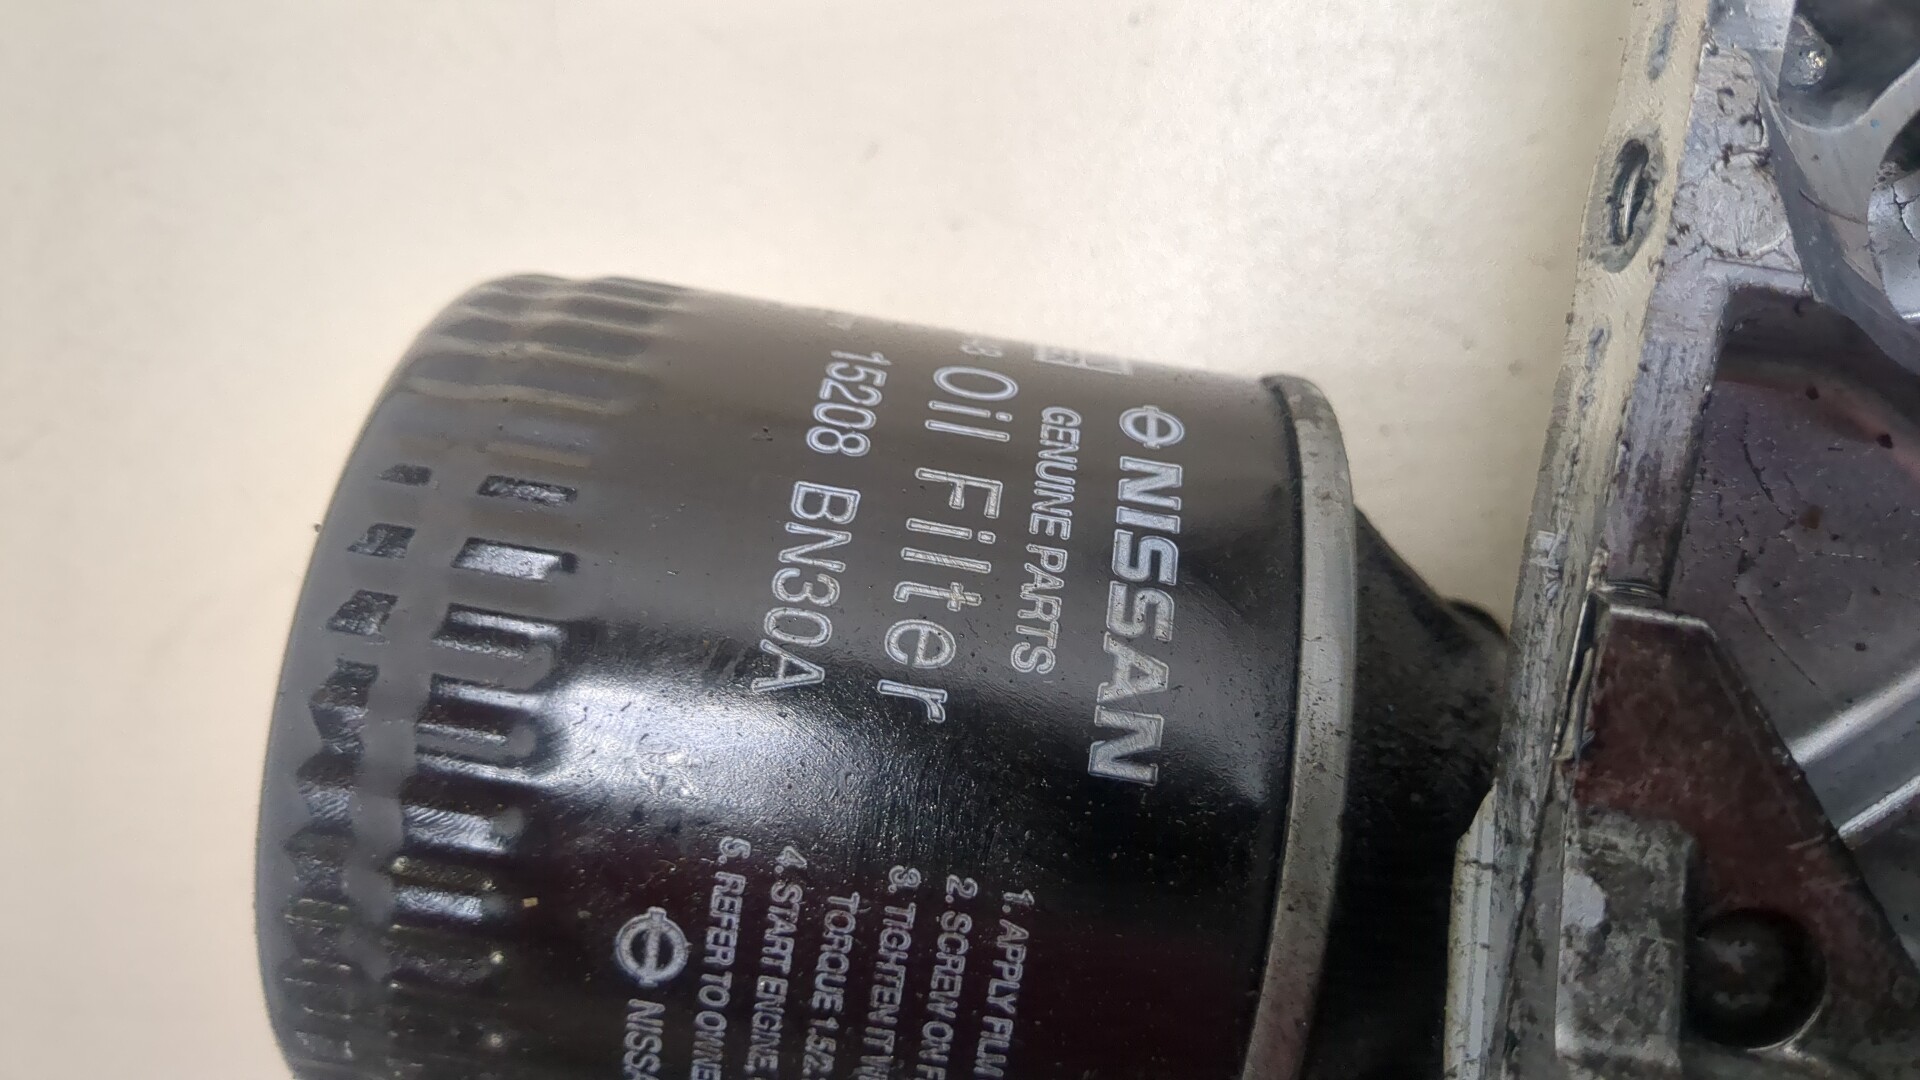 NISSAN
GENUINE PARTS
Oil Filter
15208 BN30A
1. APPLY FILM
2. SCREW ON
3. TIGHTEN IT
TORQUE 1.5/2.
4. START ENGINE,
5. REFER TO
NISSA